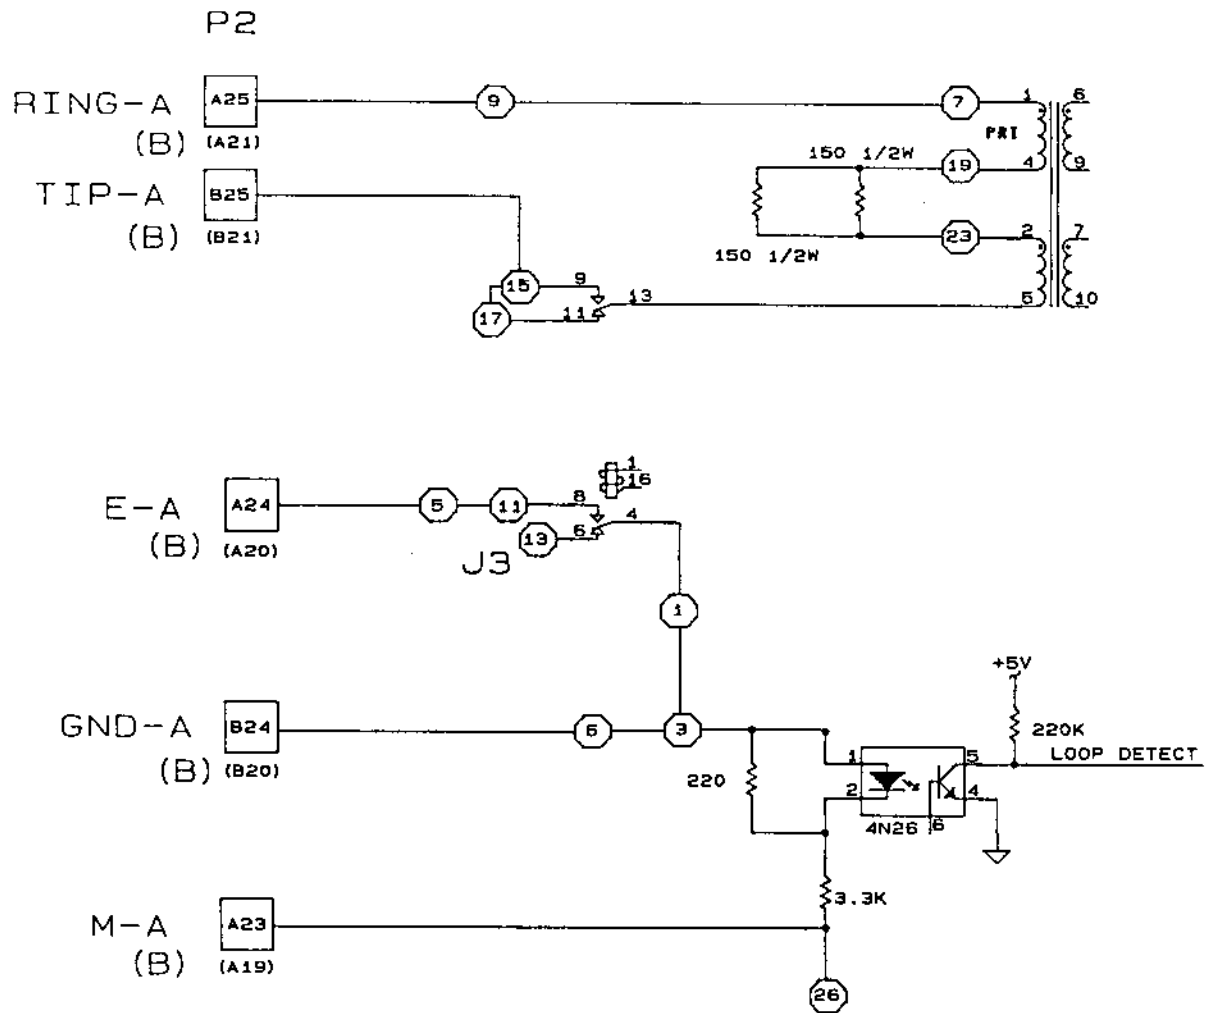 P2
RING-A
A25
9
7
1
6
(B)
(A21)
PRI
150 1/2W
19
4
9
TIP-A
B25
(B)
(B21)
23
2
7
150 1/2W
15
9
13
5
10
17
11
1
16
E-A
A24
5
11
8
4
(B)
(A20)
13
6
J3
1
+5V
GND-A
B24
6
3
220K
(B)
(B20)
1
5
LOOP DETECT
220
2
4
4N26
6
3.3K
M-A
A23
(B)
(A19)
26